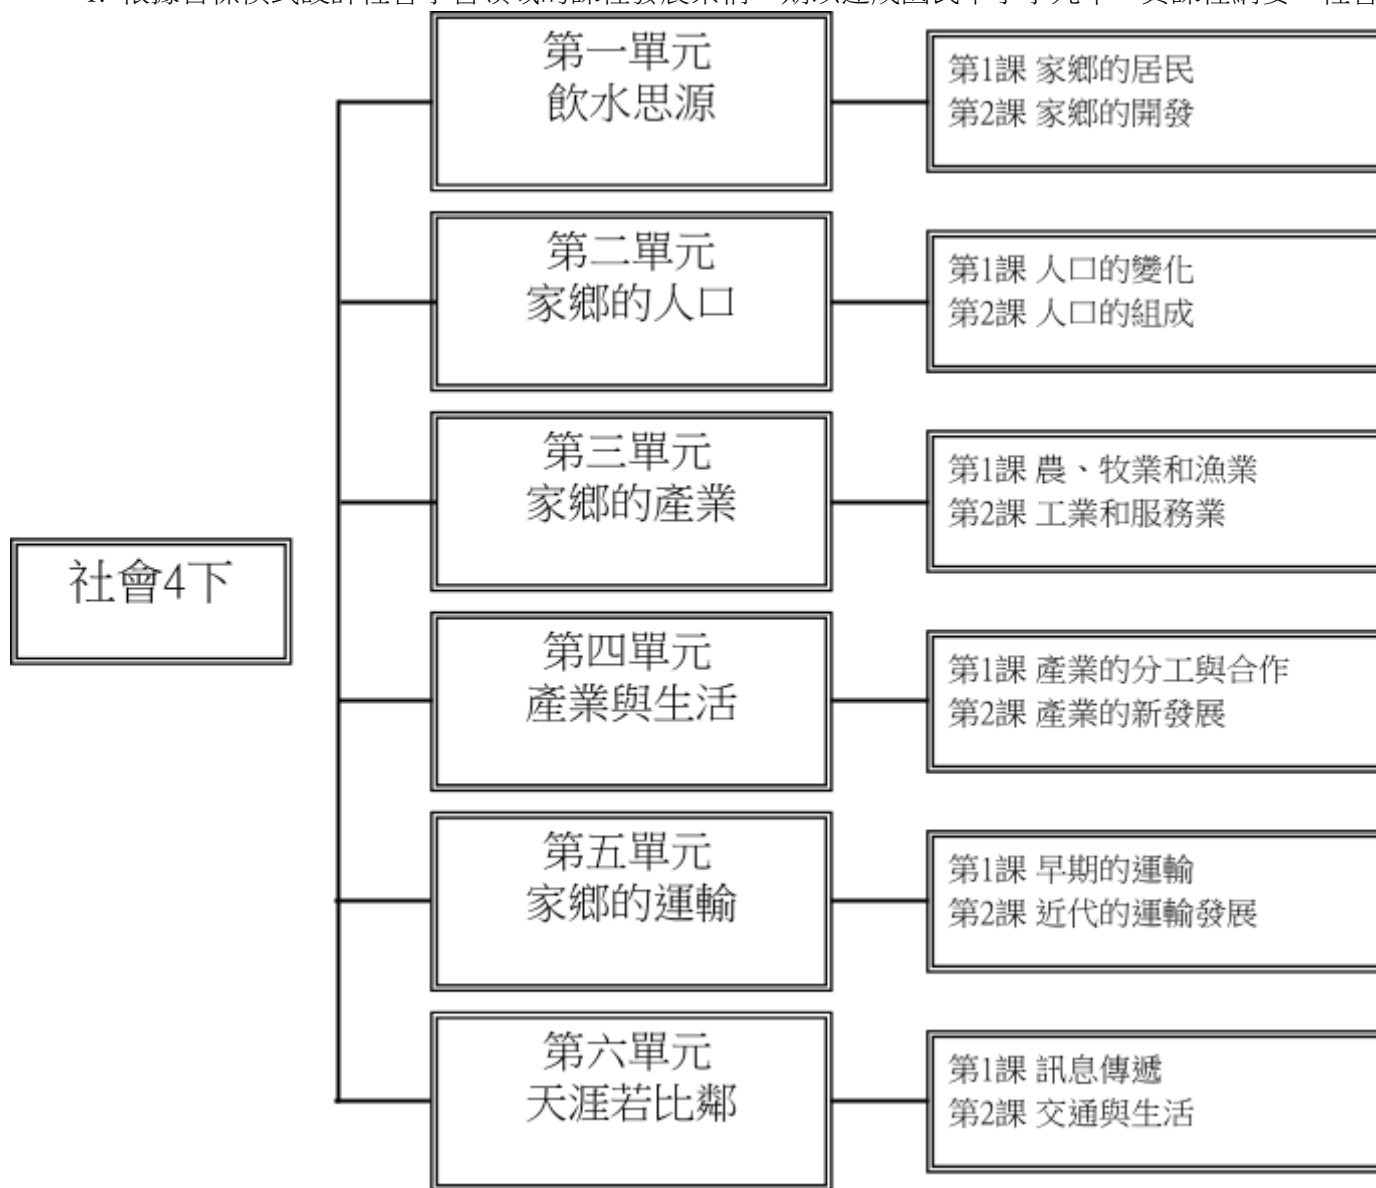 社會4下
第一單元
飲水思源
第1課 家鄉的居民
第2課 家鄉的開發
第二單元
家鄉的人口
第1課 人口的變化
第2課 人口的組成
第三單元
家鄉的產業
第1課 農、牧業和漁業
第2課 工業和服務業
第四單元
產業與生活
第1課 產業的分工與合作
第2課 產業的新發展
第五單元
家鄉的運輸
第1課 早期的運輸
第2課 近代的運輸發展
第六單元
天涯若比鄰
第1課 訊息傳遞
第2課 交通與生活